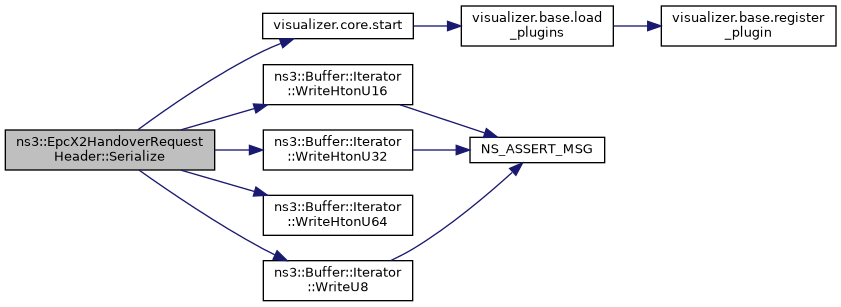 ns3::EpcX2HandoverRequest
Header::Serialize
visualizer.core.start
visualizer.base.load
_plugins
visualizer.base.register
_plugin
ns3::Buffer::Iterator
::WriteHtonU16
ns3::Buffer::Iterator
::WriteHtonU32
NS_ASSERT_MSG
ns3::Buffer::Iterator
::WriteHtonU64
ns3::Buffer::Iterator
::WriteU8